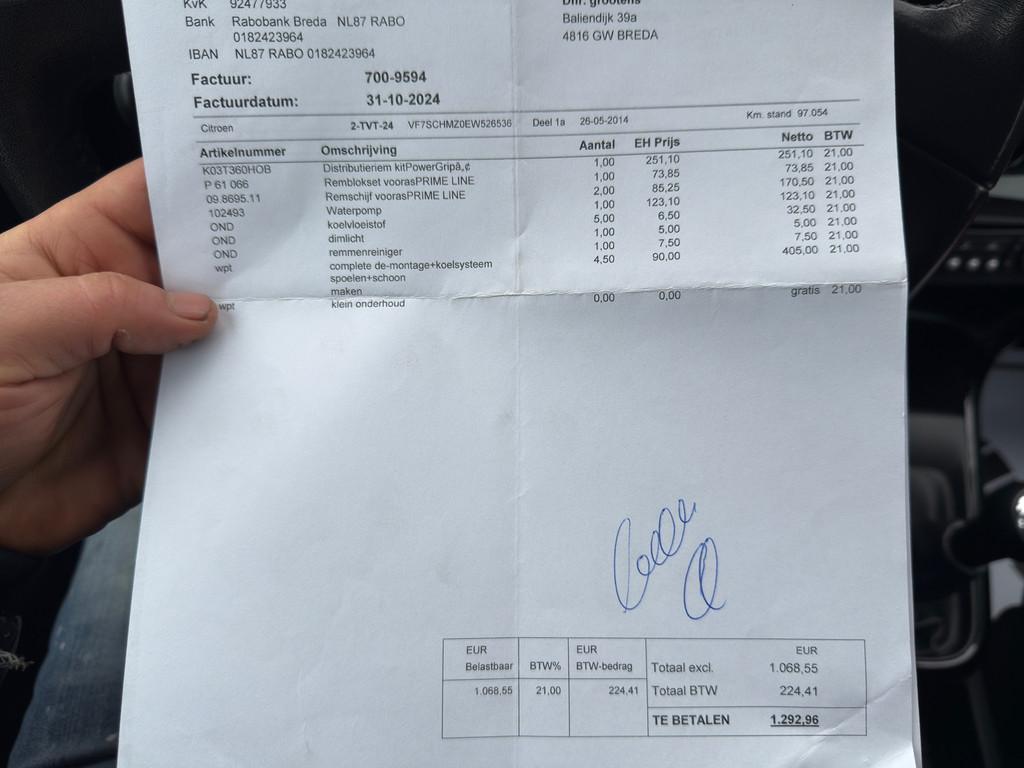 KvK 92477933
Bank Rabobank Breda NL87 RABO
0182423964
IBAN NL87 RABO 0182423964
Dhr. grootens
Baliendijk 39a
4816 GW BREDA
Factuur: 700-9594
Factuurdatum: 31-10-2024
Citroen 2-TVT-24 VF7SCHMZ0EW526536 Deel 1a 26-05-2014 Km. stand 97.054
Artikelnummer Omschrijving Aantal EH Prijs Netto BTW
K03T360HOB Distributieriem kitPowerGripâ,¢ 1,00 251,10 251,10 21,00
P 61 066 Remblokset voorasPRIME LINE 1,00 73,85 73,85 21,00
09.8695.11 Remschijf voorasPRIME LINE 2,00 85,25 170,50 21,00
102493 Waterpomp 1,00 123,10 123,10 21,00
OND koelvloeistof 5,00 6,50 32,50 21,00
OND dimlicht 1,00 5,00 5,00 21,00
OND remmenreiniger 1,00 7,50 7,50 21,00
wpt complete de-montage+koelsysteem 4,50 90,00 405,00 21,00
spoelen+schoon
maken
wpt klein onderhoud 0,00 0,00 gratis 21,00
EUR EUR EUR
Belastbaar BTW% BTW-bedrag Totaal excl. 1.068,55
1.068,55 21,00 224,41 Totaal BTW 224,41
TE BETALEN 1.292,96